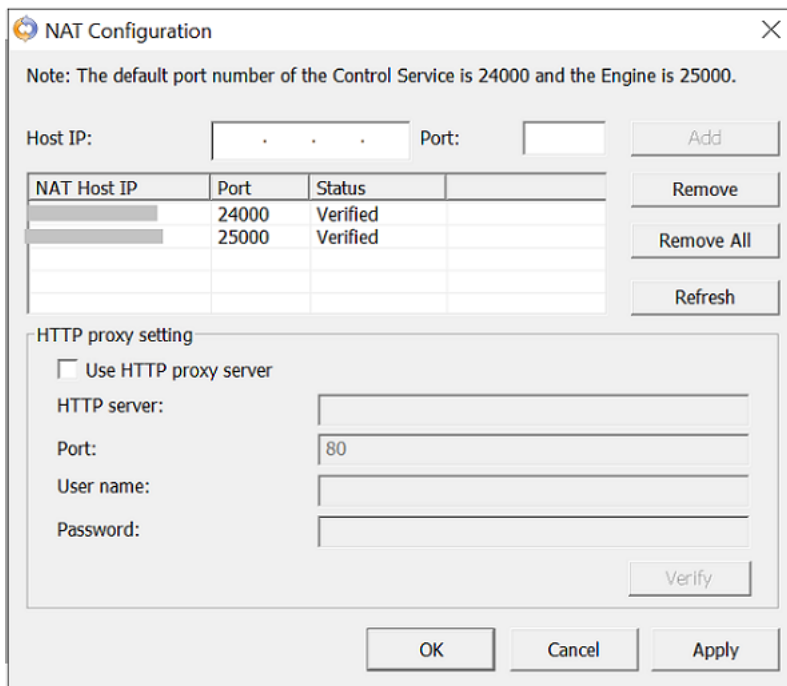 NAT Configuration
Note: The default port number of the Control Service is 24000 and the Engine is 25000.
Host IP: . . . Port: Add
NAT Host IP Port Status Remove
24000 Verified
25000 Verified Remove All
Refresh
HTTP proxy setting
Use HTTP proxy server
HTTP server:
Port: 80
User name:
Password:
Verify
OK Cancel Apply